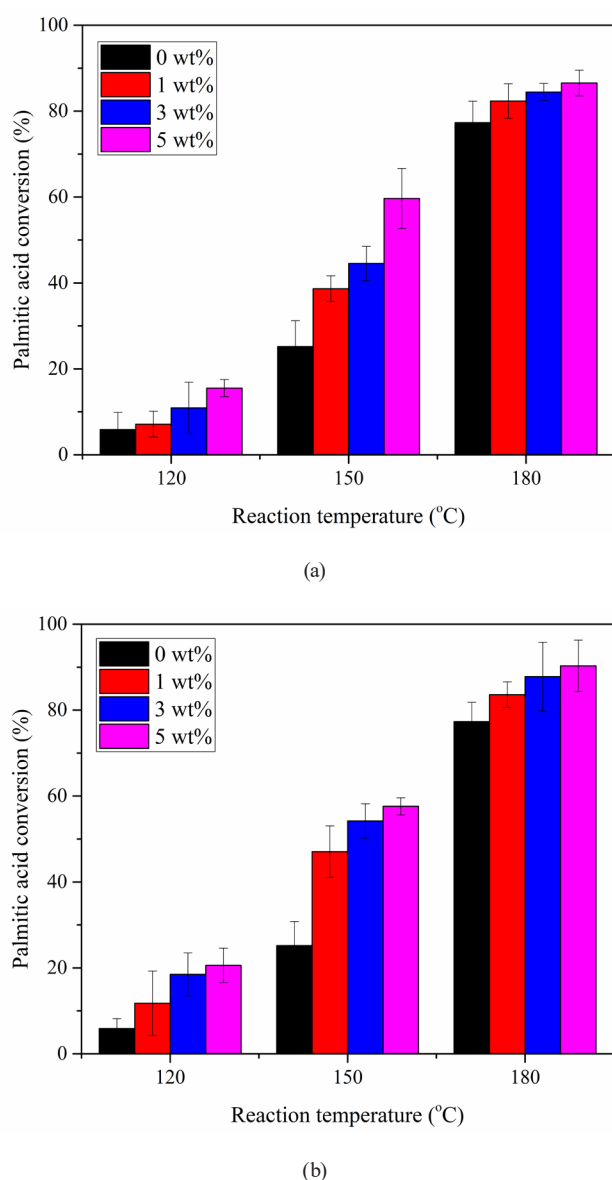 100
80
60
40
20
0
Palmitic acid conversion (%)
0 wt%
1 wt%
3 wt%
5 wt%
120
150
180
Reaction temperature (°C)
(a)
100
80
60
40
20
0
Palmitic acid conversion (%)
0 wt%
1 wt%
3 wt%
5 wt%
120
150
180
Reaction temperature (°C)
(b)